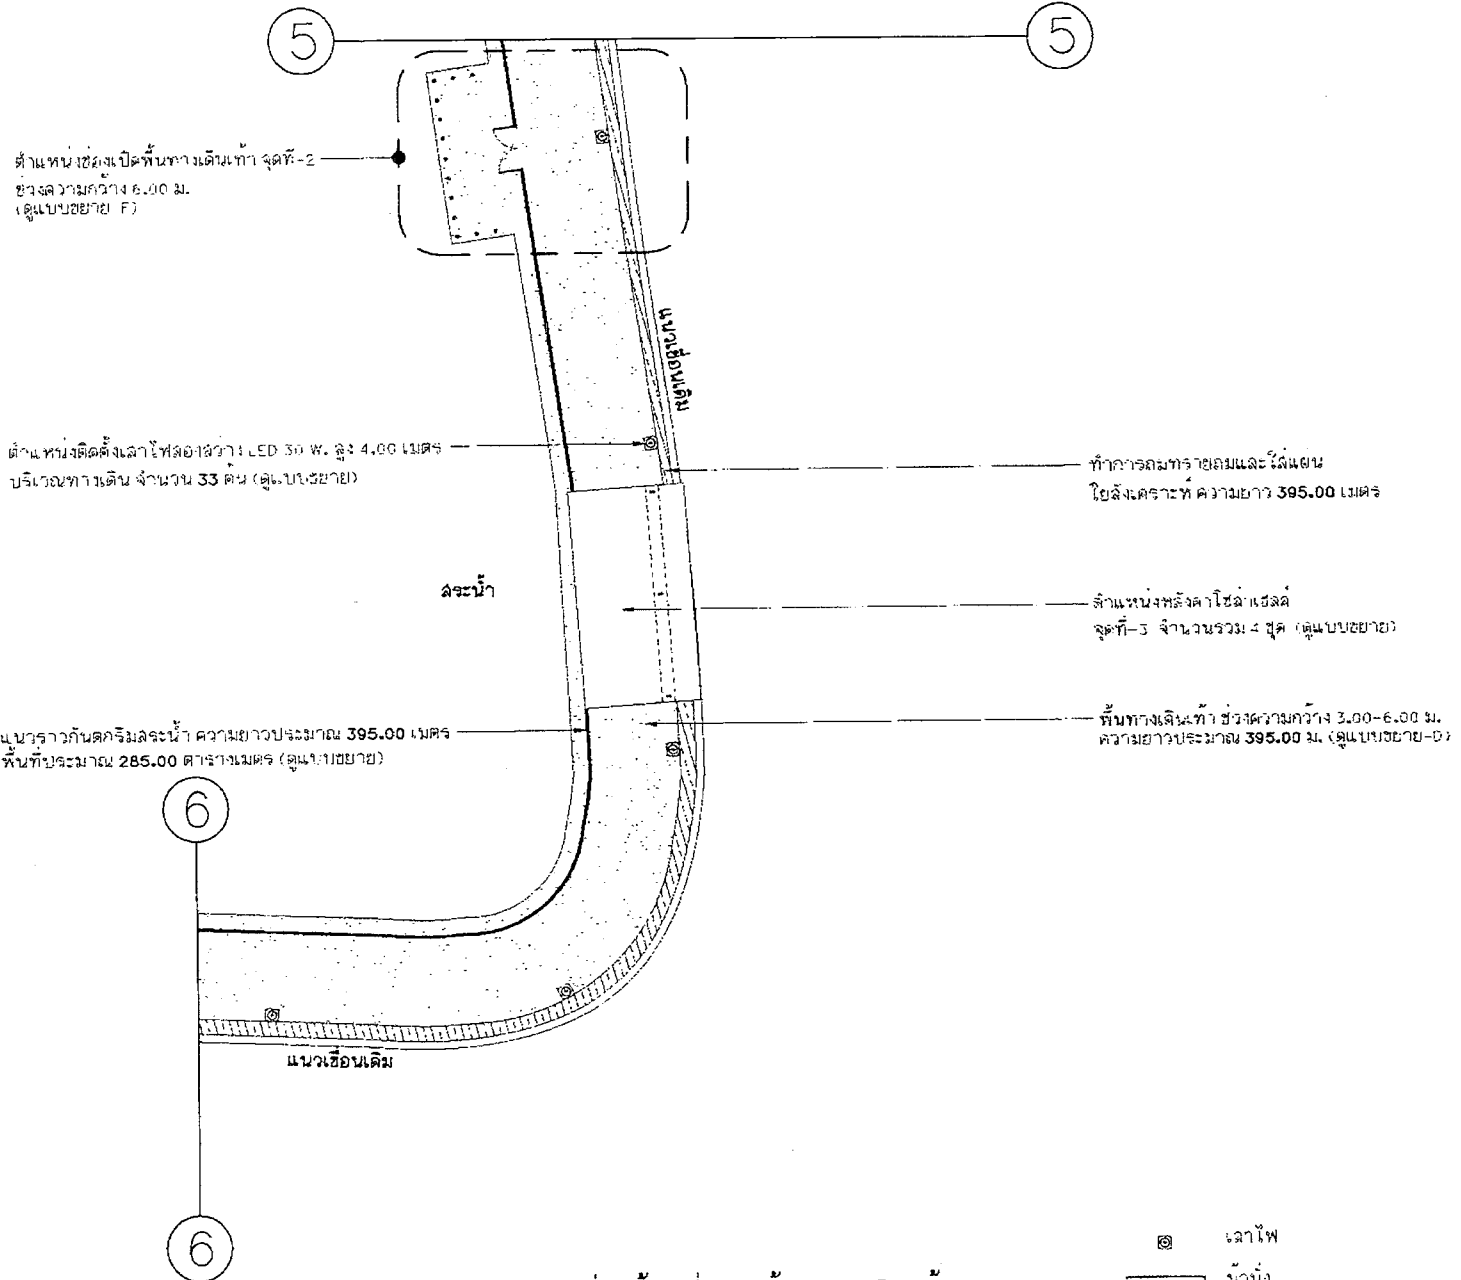 5
5
ตำแหน่งช่องเปิดพื้นทางเดินเท้า จุดที่-2
ช่วงความกว้าง 6.00 ม.
(ดูแบบขยาย F)
แนวเขื่อนเดิม
ตำแหน่งติดตั้งเสาไฟส่องสว่าง LED 30 W. สูง 4.00 เมตร
บริเวณทางเดิน จำนวน 33 ต้น (ดูแบบขยาย)
ทำการถมทรายถมและใส่แผ่น
ใยสังเคราะห์ ความยาว 395.00 เมตร
สระน้ำ
ตำแหน่งหลังคาโซล่าเซลล์
จุดที่-3 จำนวนรวม 4 ชุด (ดูแบบขยาย)
แนวราวกันตกริมสระน้ำ ความยาวประมาณ 395.00 เมตร
พื้นที่ประมาณ 285.00 ตารางเมตร (ดูแบบขยาย)
พื้นทางเดินเท้า ช่วงความกว้าง 3.00-6.00 ม.
ความยาวประมาณ 395.00 ม. (ดูแบบขยาย-D)
6
แนวเขื่อนเดิม
6
เสาไฟ
ม้านั่ง